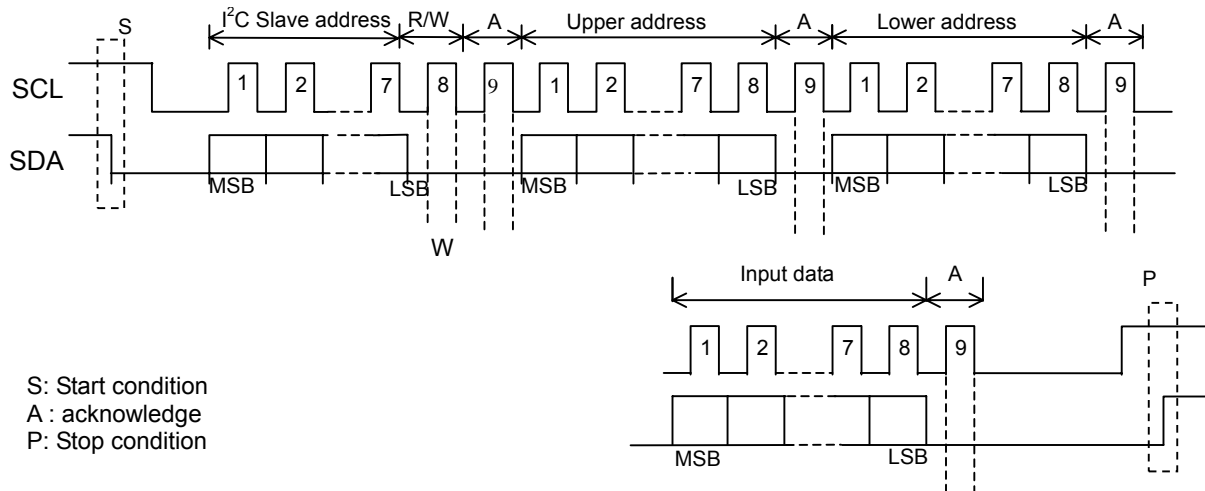 S I²C Slave address R/W A Upper address A Lower address A
SCL 1 2 7 8 9 1 2 7 8 9 1 2 7 8 9
SDA
MSB LSB MSB LSB MSB LSB
W
Input data A P
1 2 7 8 9
MSB LSB
S: Start condition
A : acknowledge
P: Stop condition